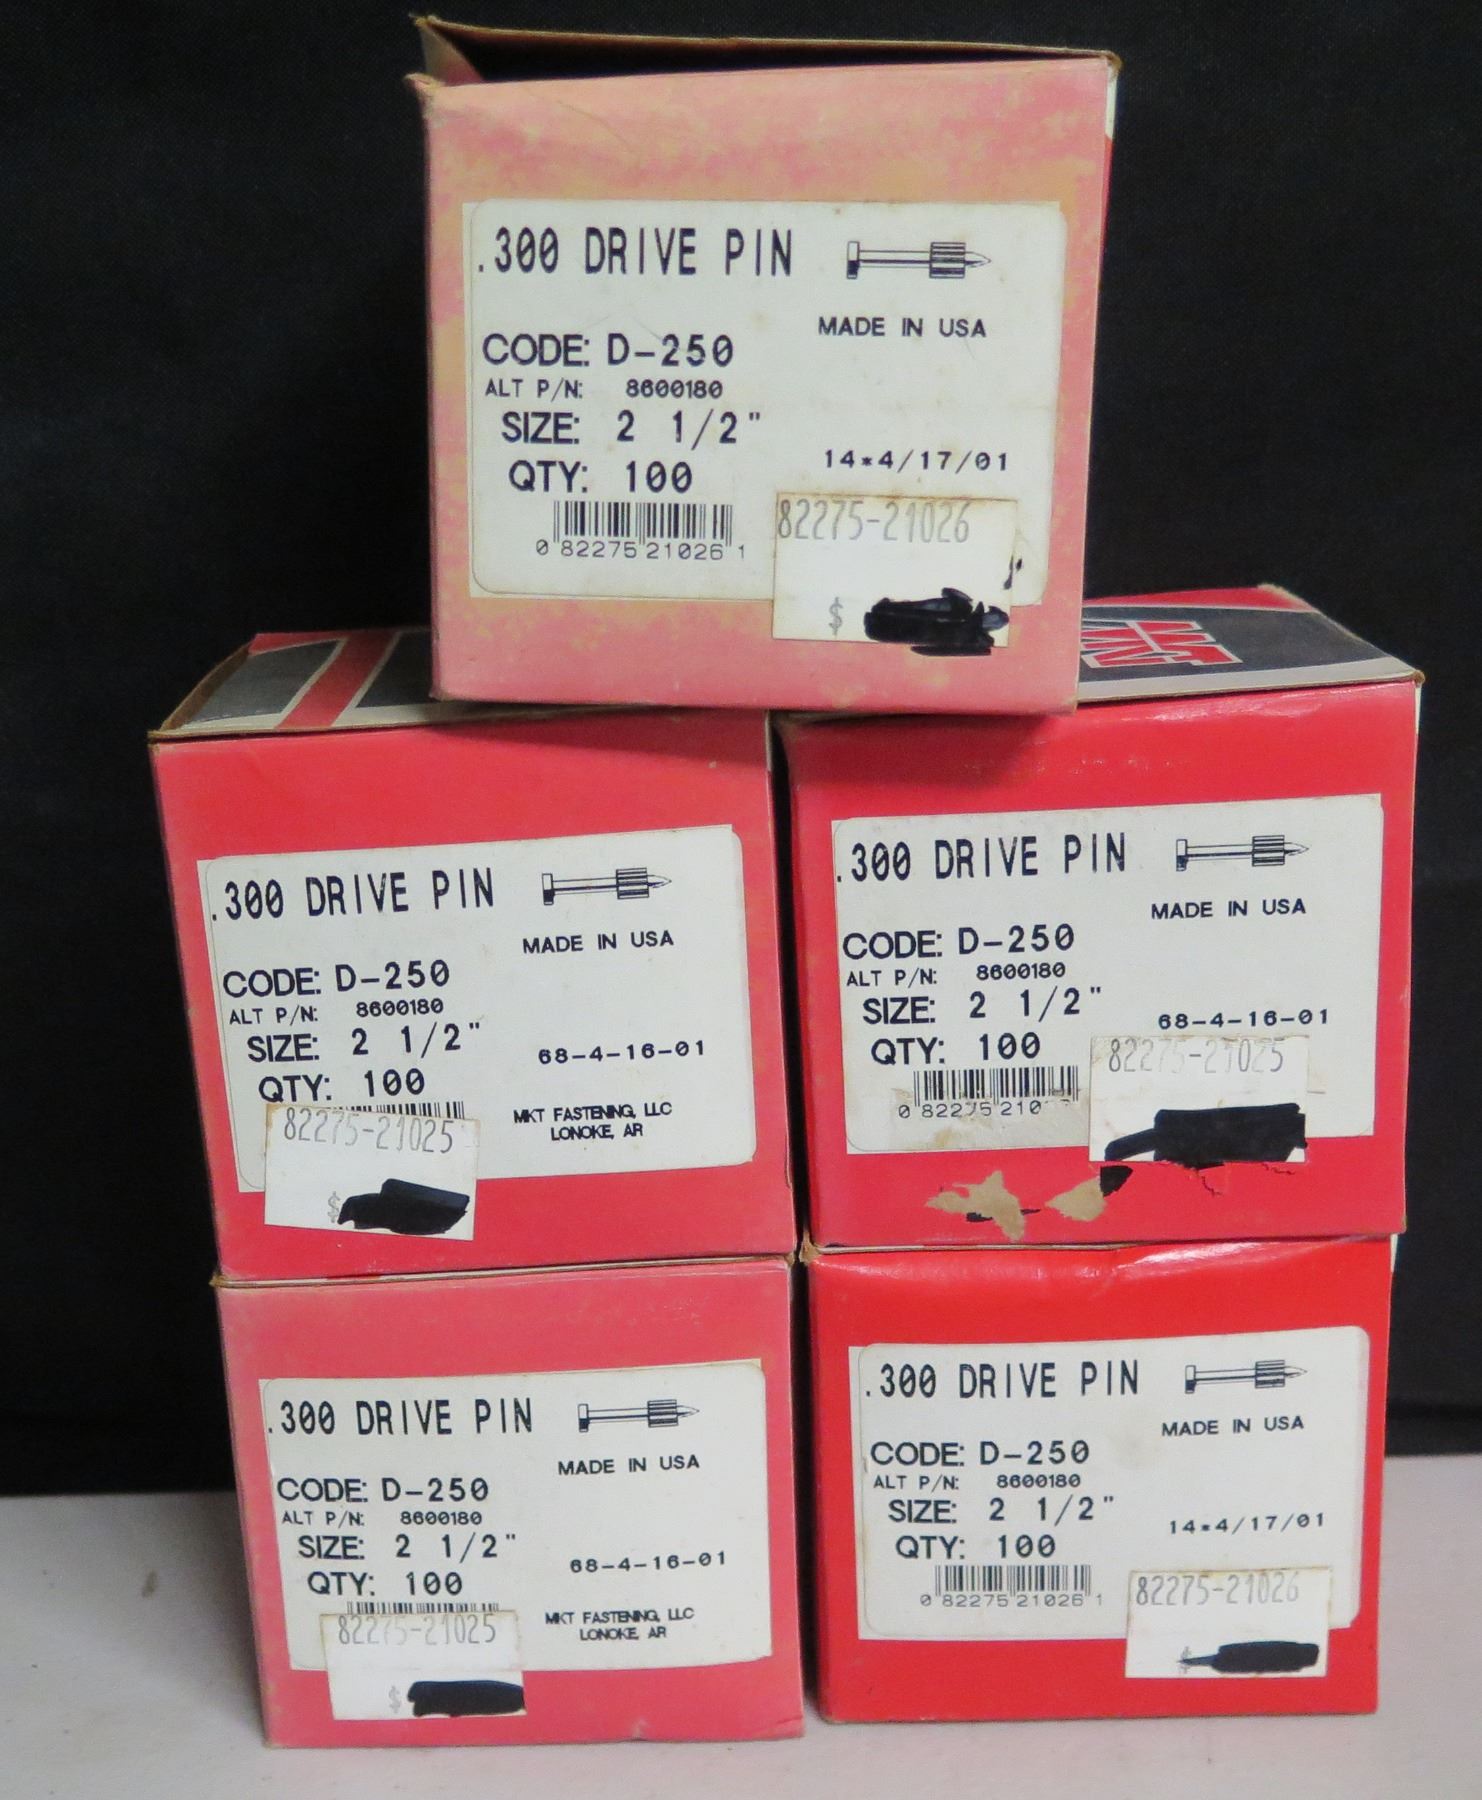 .300 DRIVE PIN
MADE IN USA
CODE: D-250
ALT P/N: 8600180
SIZE: 2 1/2"
14*4/17/01
QTY: 100
82275-21026
0 82275 21026 1
$
.300 DRIVE PIN
MADE IN USA
CODE: D-250
ALT P/N: 8600180
SIZE: 2 1/2"
68-4-16-01
QTY: 100
MKT FASTENING, LLC
LONOKE, AR
82275-21025
$
.300 DRIVE PIN
MADE IN USA
CODE: D-250
ALT P/N: 8600180
SIZE: 2 1/2"
68-4-16-01
QTY: 100
82275-21025
0 82275 210
.300 DRIVE PIN
MADE IN USA
CODE: D-250
ALT P/N: 8600180
SIZE: 2 1/2"
68-4-16-01
QTY: 100
MKT FASTENING, LLC
LONOKE, AR
82275-21025
$
.300 DRIVE PIN
MADE IN USA
CODE: D-250
ALT P/N: 8600180
SIZE: 2 1/2"
14*4/17/01
QTY: 100
82275-21026
0 82275 21026 1
$